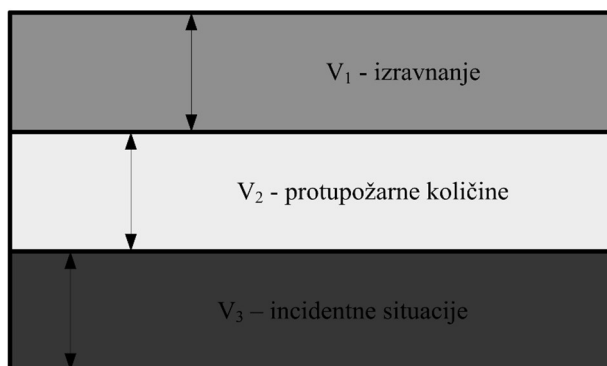 V₁ - izravnanje
V₂ - protupožarne količine
V₃ – incidentne situacije